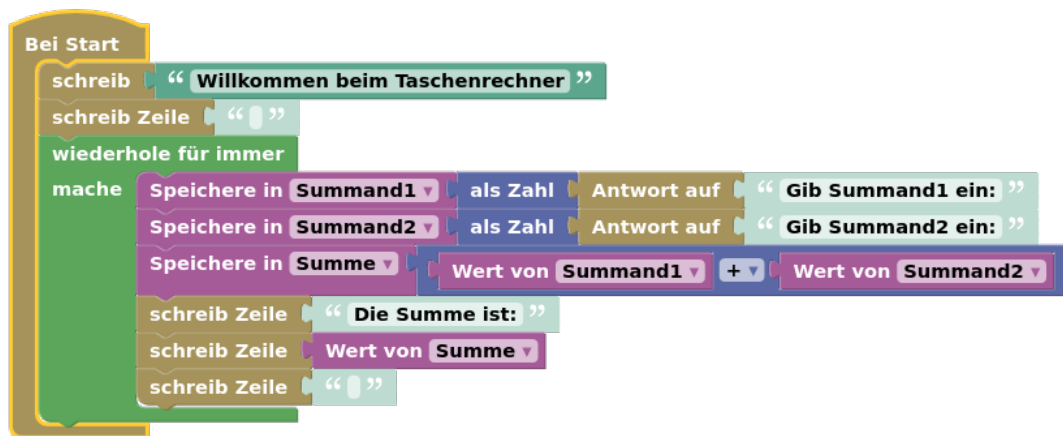 Bei Start
schreib “ Willkommen beim Taschenrechner ”
schreib Zeile “ ”
wiederhole für immer
mache Speichere in Summand1 ▾ als Zahl Antwort auf “ Gib Summand1 ein: ”
Speichere in Summand2 ▾ als Zahl Antwort auf “ Gib Summand2 ein: ”
Speichere in Summe ▾ Wert von Summand1 ▾ + ▾ Wert von Summand2 ▾
schreib Zeile “ Die Summe ist: ”
schreib Zeile Wert von Summe ▾
schreib Zeile “ ”